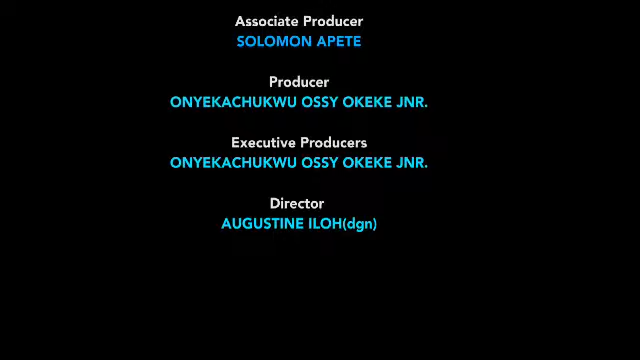 Associate Producer
SOLOMON APETE
Producer
ONYEKACHUKWU OSSY OKEKE JNR.
Executive Producers
ONYEKACHUKWU OSSY OKEKE JNR.
Director
AUGUSTINE ILOH(dgn)